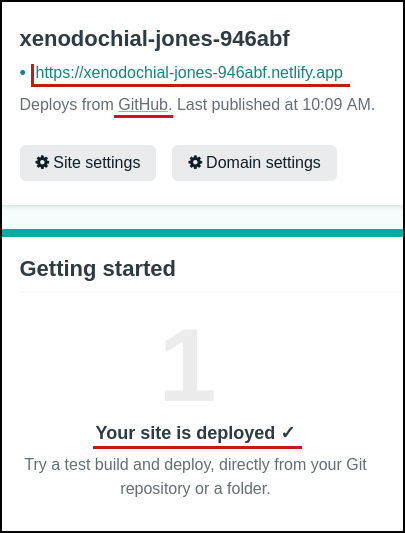 xenodochial-jones-946abf
• https://xenodochial-jones-946abf.netlify.app
Deploys from GitHub. Last published at 10:09 AM.
Site settings Domain settings
Getting started
1
Your site is deployed ✓
Try a test build and deploy, directly from your Git
repository or a folder.